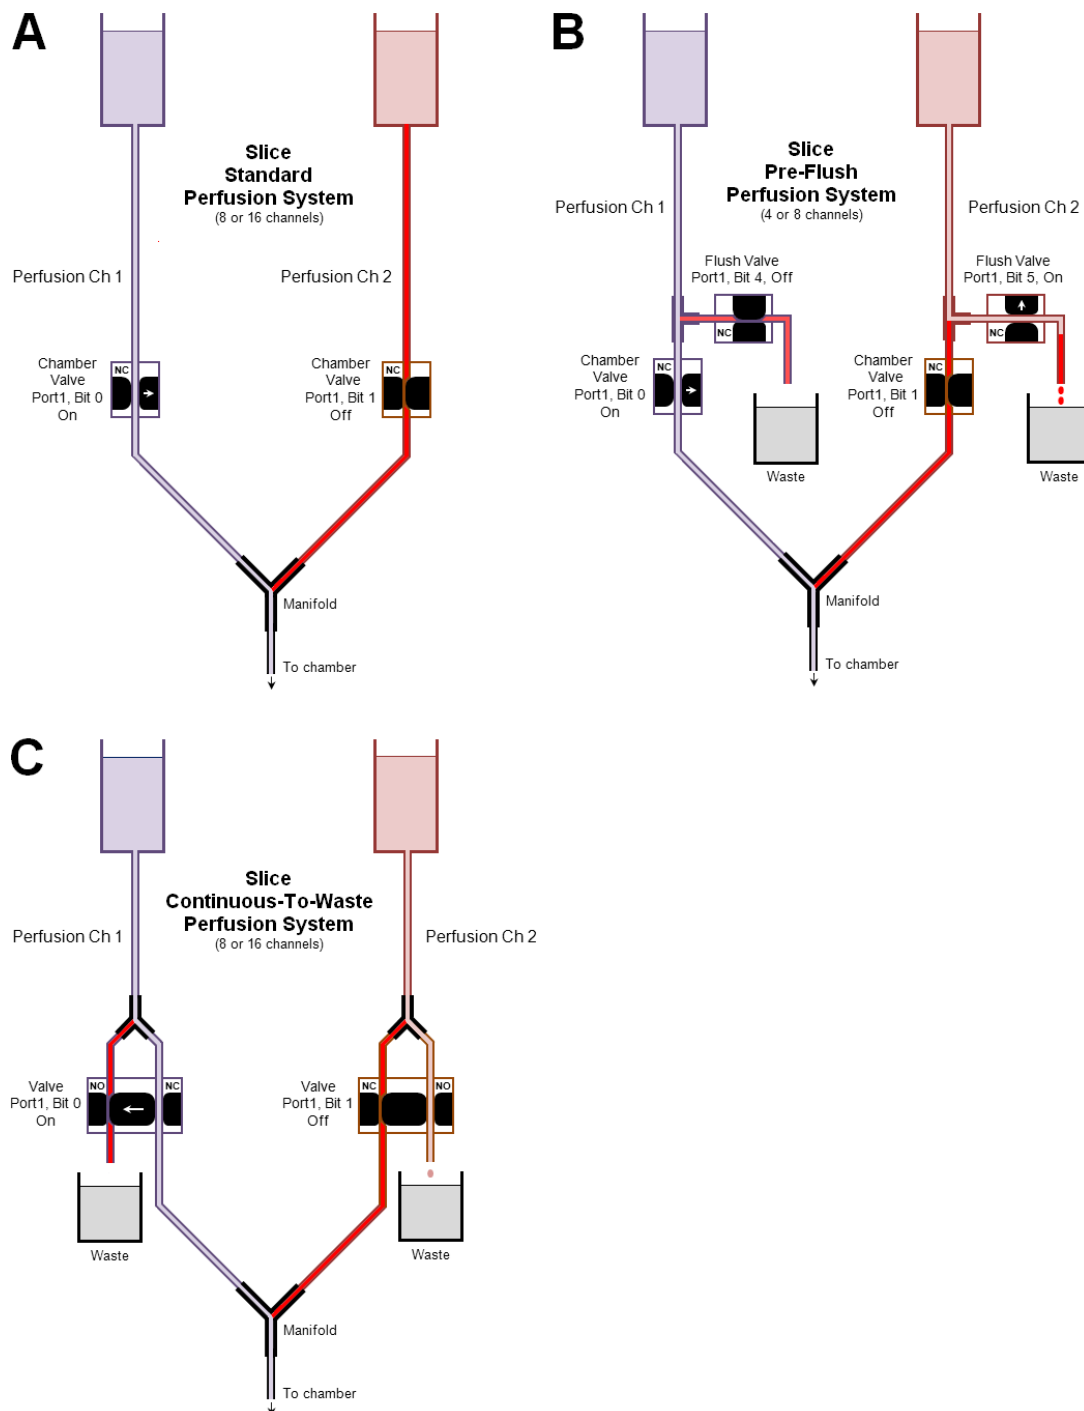 A
Slice
Standard
Perfusion System
(8 or 16 channels)
Perfusion Ch 1
Perfusion Ch 2
Chamber
Valve
Port1, Bit 0
On
NC
Chamber
Valve
Port1, Bit 1
Off
NC
Manifold
To chamber
B
Slice
Pre-Flush
Perfusion System
(4 or 8 channels)
Perfusion Ch 1
Perfusion Ch 2
Flush Valve
Port1, Bit 4, Off
NC
Flush Valve
Port1, Bit 5, On
NC
Chamber
Valve
Port1, Bit 0
On
NC
Chamber
Valve
Port1, Bit 1
Off
NC
Waste
Waste
Manifold
To chamber
C
Slice
Continuous-To-Waste
Perfusion System
(8 or 16 channels)
Perfusion Ch 1
Perfusion Ch 2
Valve
Port1, Bit 0
On
NO
NC
Valve
Port1, Bit 1
Off
NC
NO
Waste
Waste
Manifold
To chamber